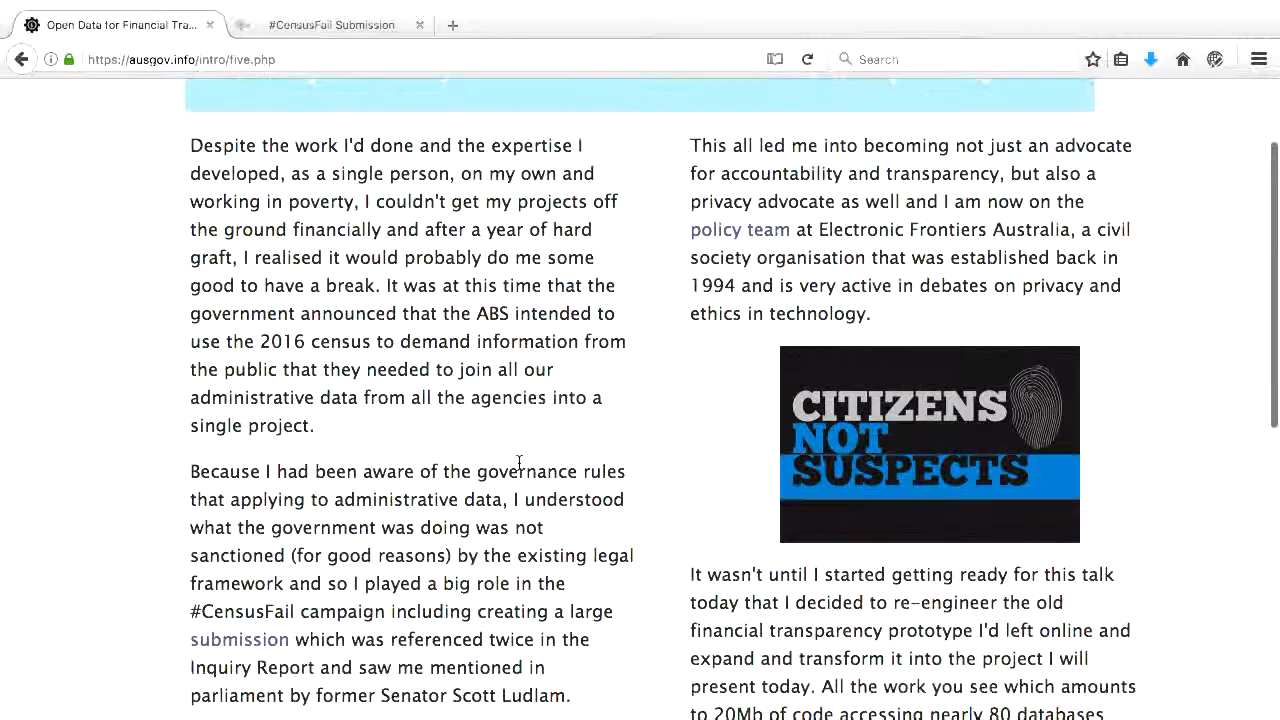 Open Data for Financial Tra...
#CensusFail Submission
https://ausgov.info/intro/five.php
Search
Despite the work I'd done and the expertise I
developed, as a single person, on my own and
working in poverty, I couldn't get my projects off
the ground financially and after a year of hard
graft, I realised it would probably do me some
good to have a break. It was at this time that the
government announced that the ABS intended to
use the 2016 census to demand information from
the public that they needed to join all our
administrative data from all the agencies into a
single project.
Because I had been aware of the governance rules
that applying to administrative data, I understood
what the government was doing was not
sanctioned (for good reasons) by the existing legal
framework and so I played a big role in the
#CensusFail campaign including creating a large
submission which was referenced twice in the
Inquiry Report and saw me mentioned in
parliament by former Senator Scott Ludlam.
This all led me into becoming not just an advocate
for accountability and transparency, but also a
privacy advocate as well and I am now on the
policy team at Electronic Frontiers Australia, a civil
society organisation that was established back in
1994 and is very active in debates on privacy and
ethics in technology.
CITIZENS
NOT
SUSPECTS
It wasn't until I started getting ready for this talk
today that I decided to re-engineer the old
financial transparency prototype I'd left online and
expand and transform it into the project I will
present today. All the work you see which amounts
to 20Mb of code accessing nearly 80 databases